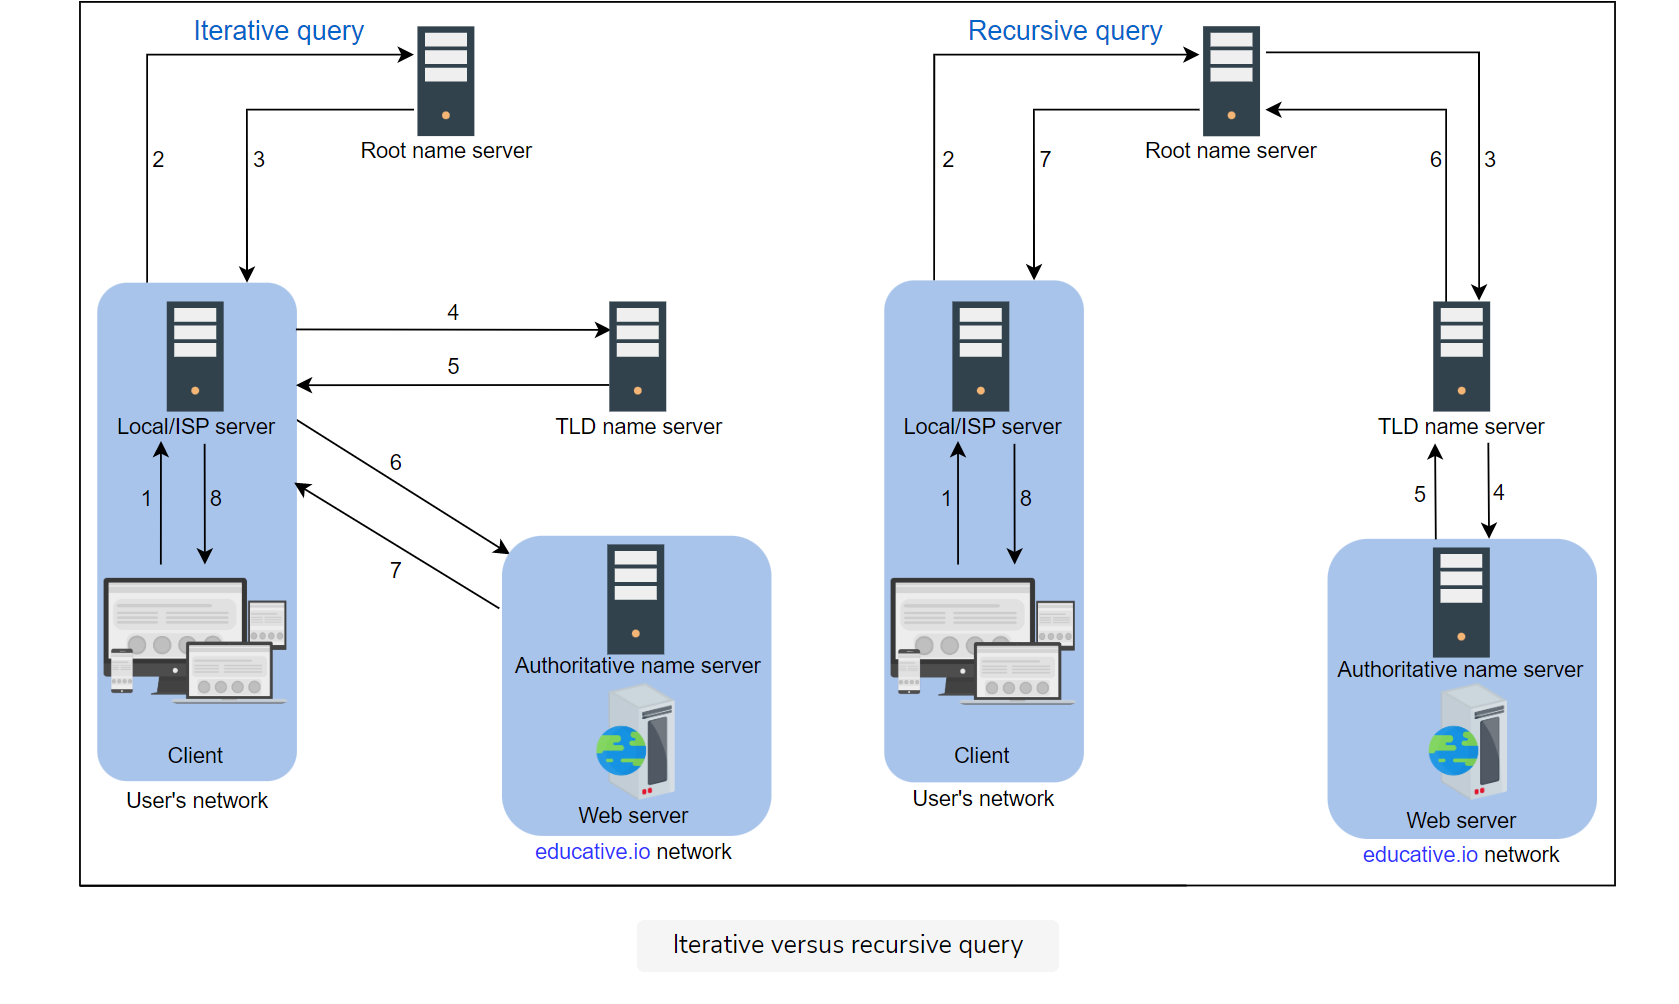 Iterative query
2
3
Root name server
4
5
Local/ISP server
TLD name server
1
8
6
7
Authoritative name server
Client
User's network
Web server
educative.io network
Recursive query
2
7
Root name server
6
3
Local/ISP server
TLD name server
1
8
5
4
Authoritative name server
Client
User's network
Web server
educative.io network
Iterative versus recursive query